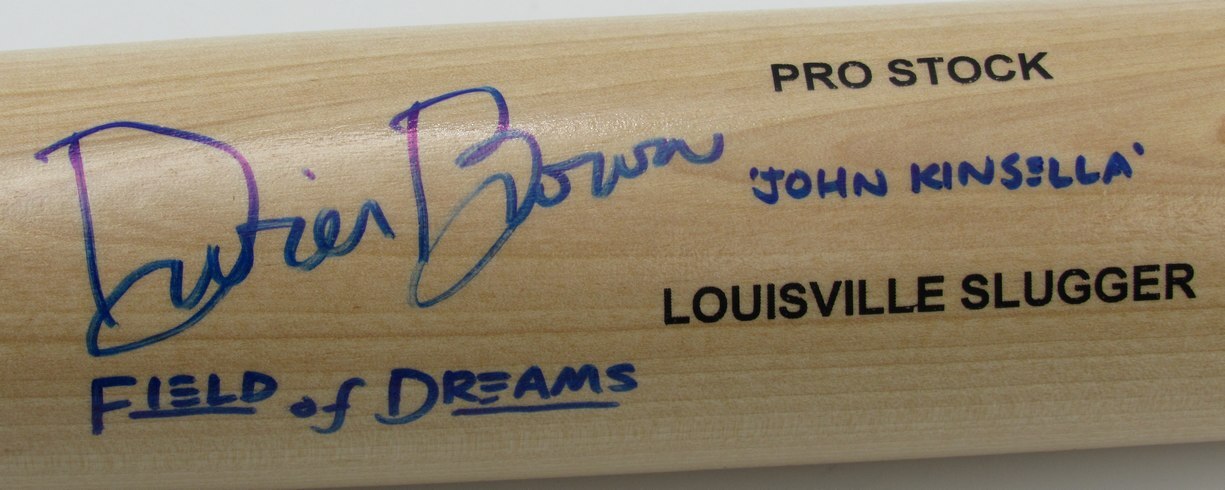 Dwier Brown
PRO STOCK
'JOHN KINSELLA'
LOUISVILLE SLUGGER
FIELD of DREAMS